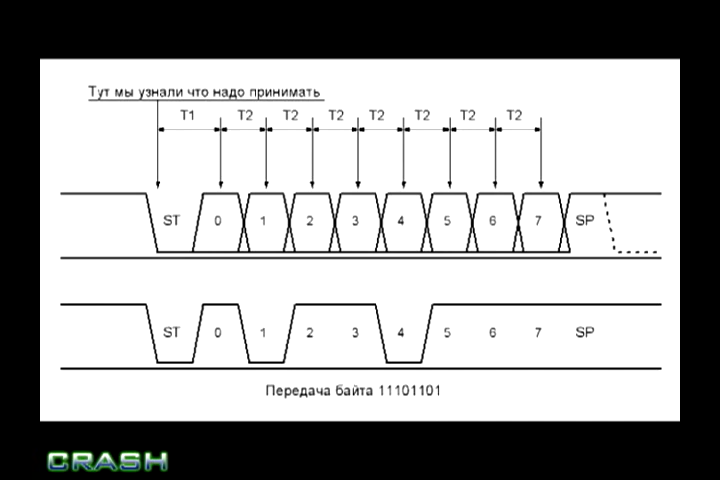 Тут мы узнали что надо принимать
T1 T2 T2 T2 T2 T2 T2 T2
ST 0 1 2 3 4 5 6 7 SP
ST 0 1 2 3 4 5 6 7 SP
Передача байта 11101101
CRASH